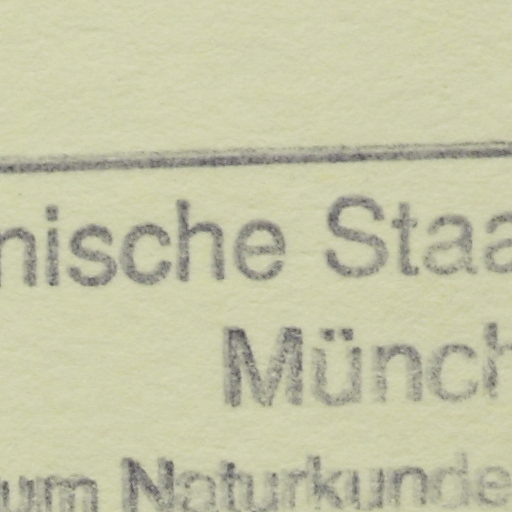 nische Staa
Münch
um Naturkunde